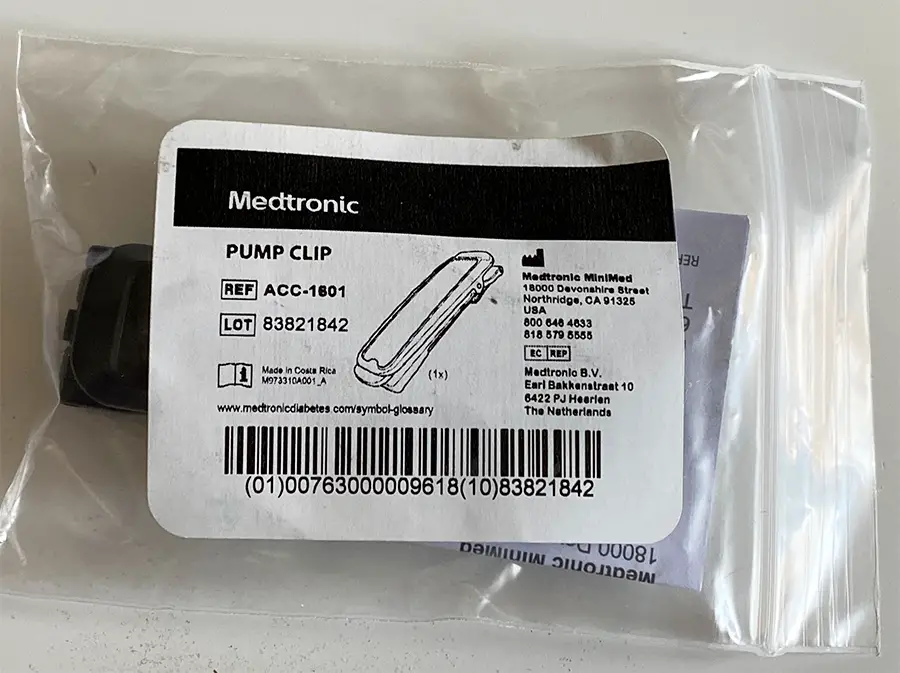 Medtronic
PUMP CLIP
REF ACC-1601
LOT 83821842
Made in Costa Rica
M973310A001_A
(1x)
www.medtronicdiabetes.com/symbol-glossary
Medtronic MiniMed
18000 Devonshire Street
Northridge, CA 91325
USA
800 646 4633
818 576 5555
EC REP
Medtronic B.V.
Earl Bakkenstraat 10
6422 PJ Heerlen
The Netherlands
(01)00763000009618(10)83821842
REF
Medtronic MiniMed
18000